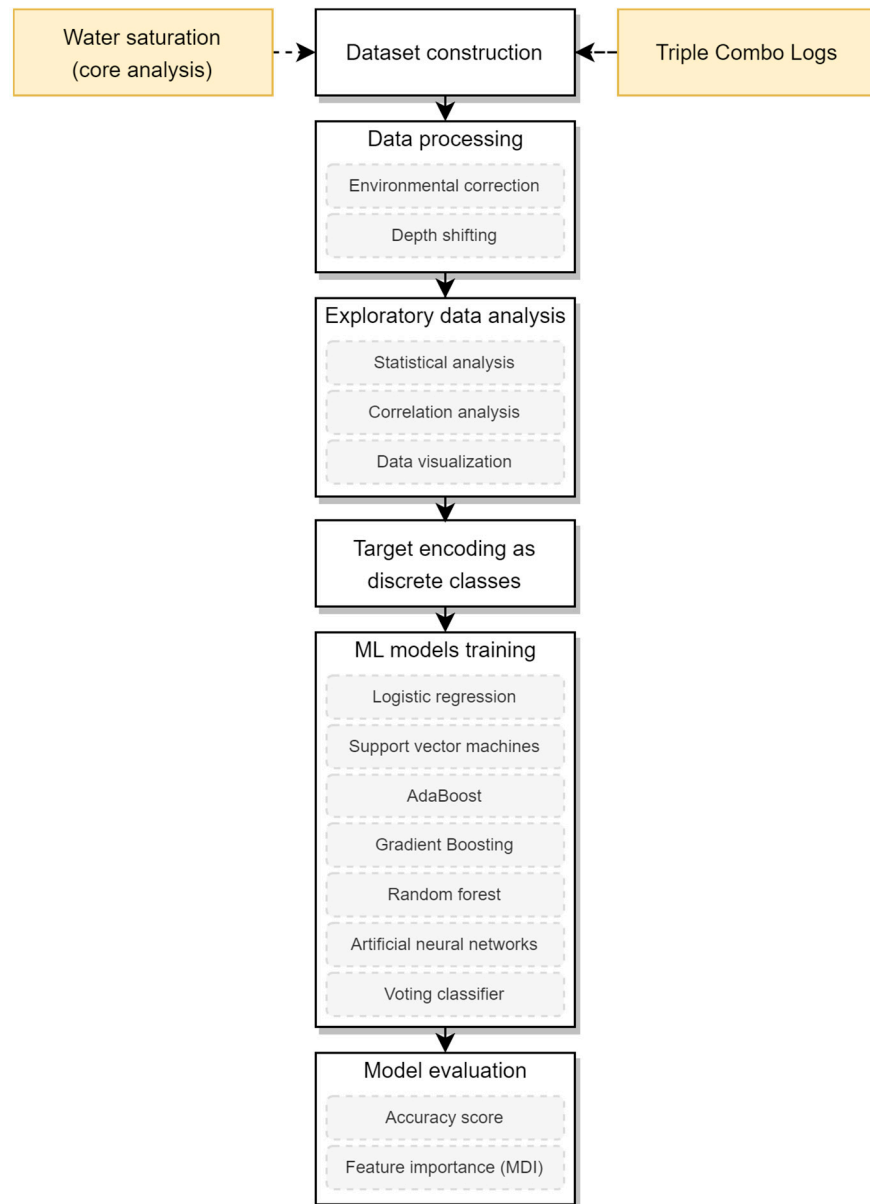 Water saturation
(core analysis)
Dataset construction
Triple Combo Logs
Data processing
Environmental correction
Depth shifting
Exploratory data analysis
Statistical analysis
Correlation analysis
Data visualization
Target encoding as
discrete classes
ML models training
Logistic regression
Support vector machines
AdaBoost
Gradient Boosting
Random forest
Artificial neural networks
Voting classifier
Model evaluation
Accuracy score
Feature importance (MDI)